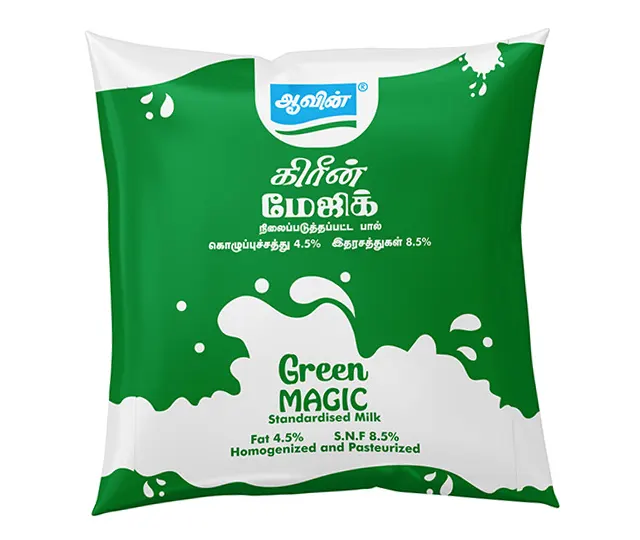 ஆவின் ®
கிரீன்
மேஜிக்
நிலைப்படுத்தப்பட்ட பால்
கொழுப்புச்சத்து 4.5% இதரசத்துகள் 8.5%
Green
MAGIC
Standardised Milk
Fat 4.5% S.N.F 8.5%
Homogenized and Pasteurized